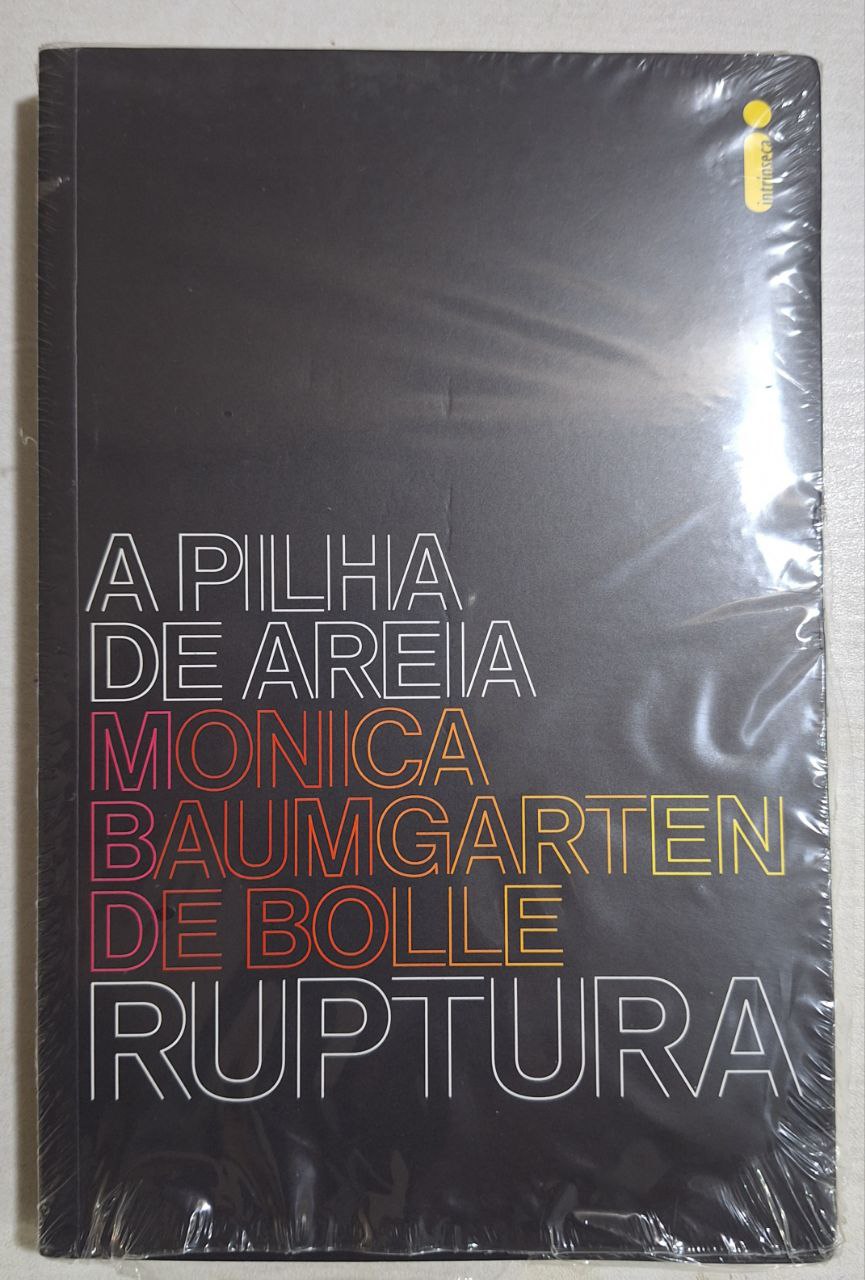 intrínseca
A PILHA
DE AREIA
MONICA
BAUMGARTEN
DE BOLLE
RUPTURA